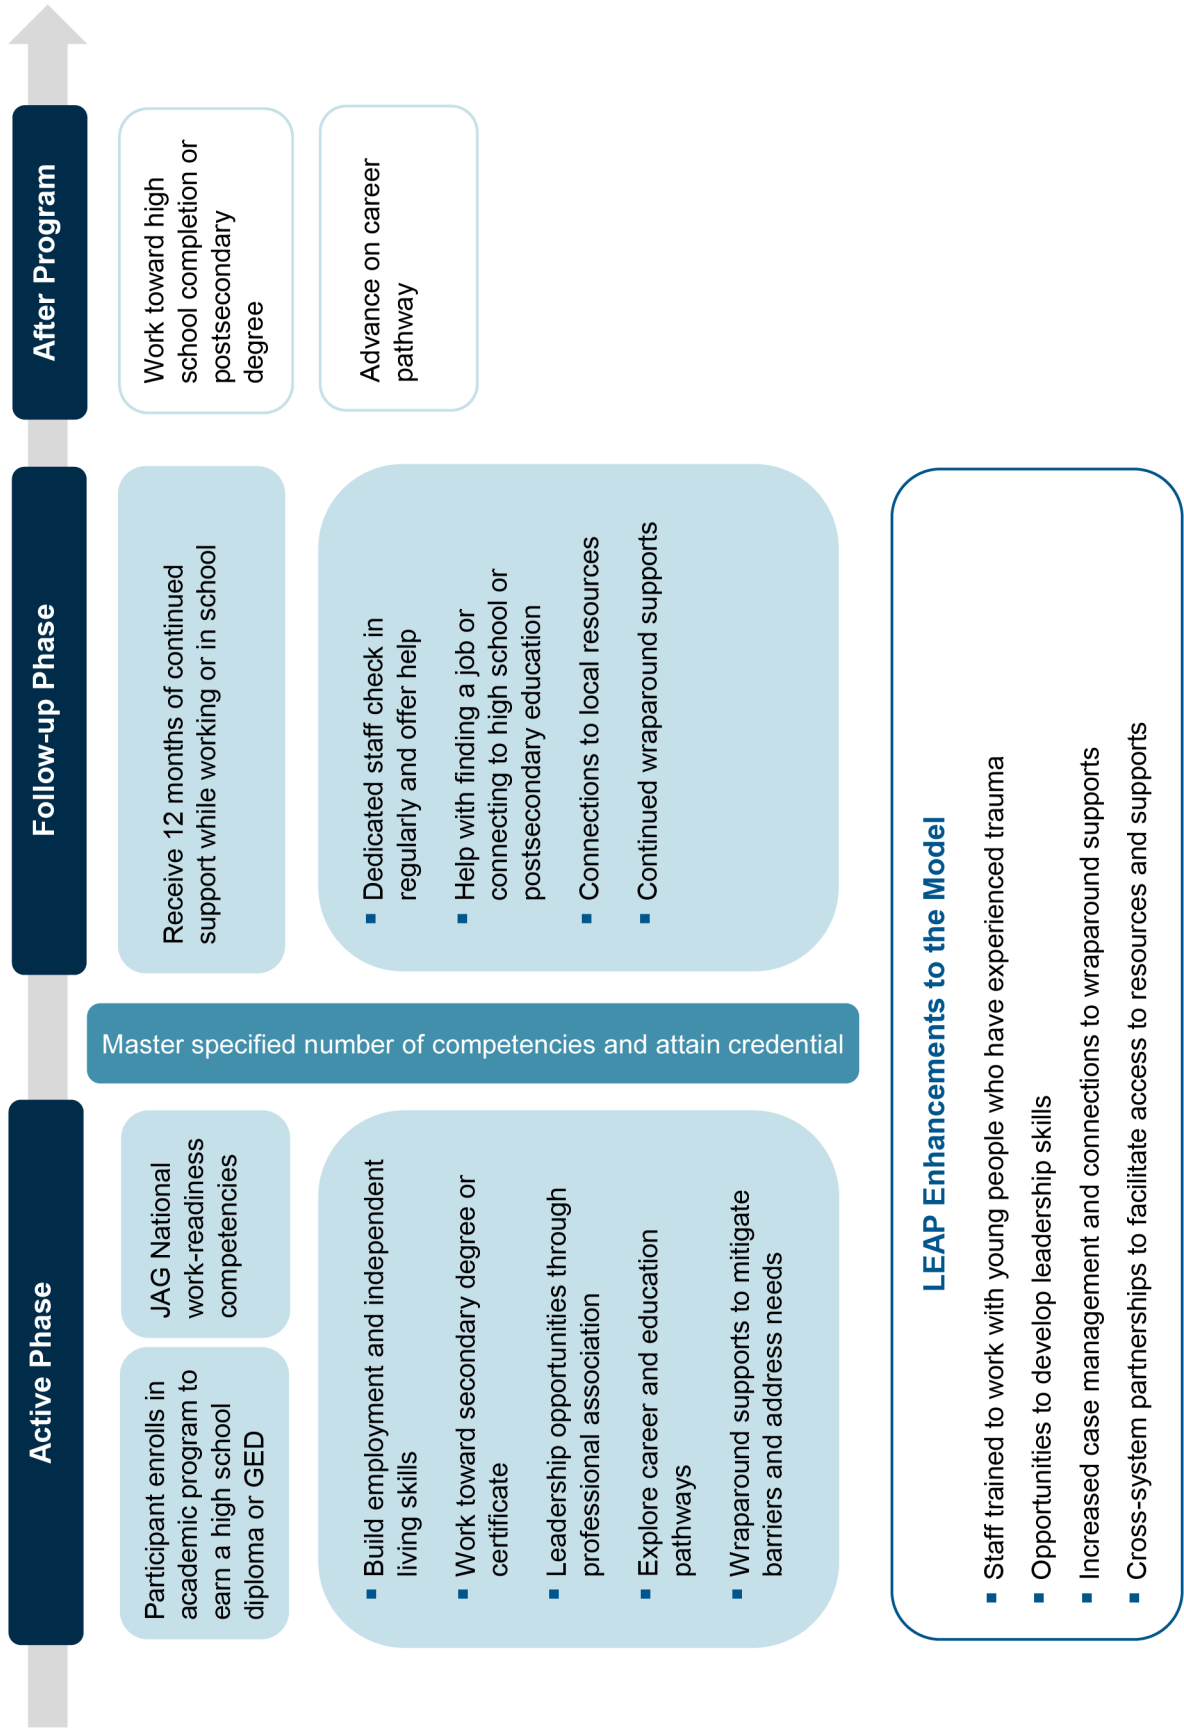 Active Phase
Participant enrolls in
academic program to
earn a high school
diploma or GED
JAG National
work-readiness
competencies
▪ Build employment and independent
living skills
▪ Work toward secondary degree or
certificate
▪ Leadership opportunities through
professional association
▪ Explore career and education
pathways
▪ Wraparound supports to mitigate
barriers and address needs
Master specified number of competencies and attain credential
Follow-up Phase
Receive 12 months of continued
support while working or in school
▪ Dedicated staff check in
regularly and offer help
▪ Help with finding a job or
connecting to high school or
postsecondary education
▪ Connections to local resources
▪ Continued wraparound supports
After Program
Work toward high
school completion or
postsecondary
degree
Advance on career
pathway
LEAP Enhancements to the Model
▪ Staff trained to work with young people who have experienced trauma
▪ Opportunities to develop leadership skills
▪ Increased case management and connections to wraparound supports
▪ Cross-system partnerships to facilitate access to resources and supports